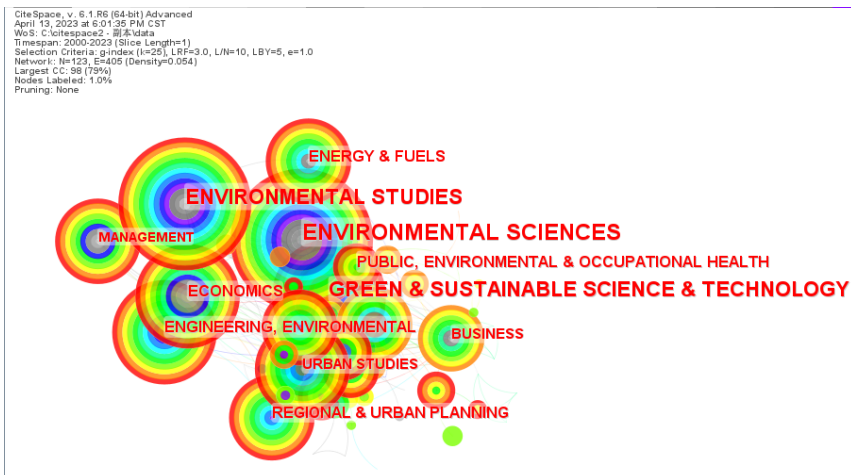 CiteSpace, v. 6.1.R6 (64-bit) Advanced
April 13, 2023 at 6:01:35 PM CST
WoS: C:\citespace2 - 副本\data
Timespan: 2000-2023 (Slice Length=1)
Selection Criteria: g-index (k=25), LRF=3.0, L/N=10, LBY=5, e=1.0
Network: N=123, E=405 (Density=0.054)
Largest CC: 98 (79%)
Nodes Labeled: 1.0%
Pruning: None
ENERGY & FUELS
ENVIRONMENTAL STUDIES
ENVIRONMENTAL SCIENCES
MANAGEMENT
PUBLIC, ENVIRONMENTAL & OCCUPATIONAL HEALTH
ECONOMICS
GREEN & SUSTAINABLE SCIENCE & TECHNOLOGY
ENGINEERING, ENVIRONMENTAL
BUSINESS
URBAN STUDIES
REGIONAL & URBAN PLANNING